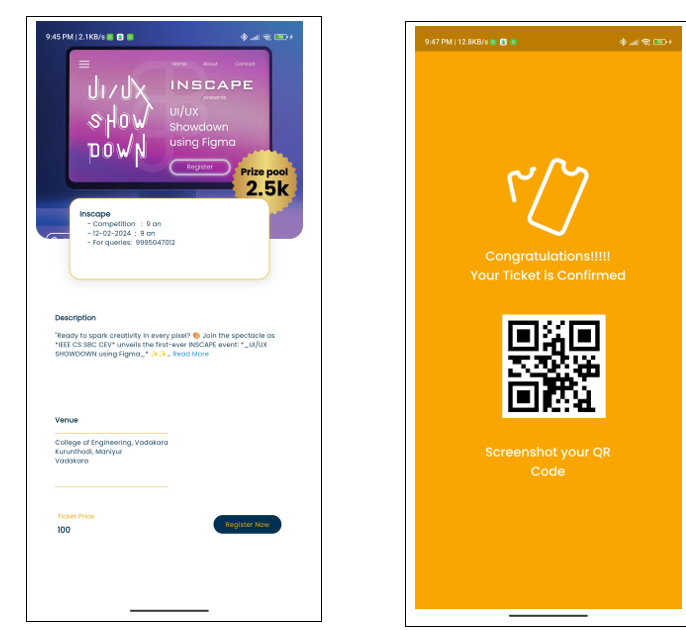 9:45 PM | 2.1KB/s
Home About Contact
UI/UX
SHOW
DOWN
INSCAPE
presents
UI/UX
Showdown
using Figma
Register
Prize pool
2.5k
Inscape
- Competition : 9 an
- 12-02-2024 : 9 an
- For queries: 9995047012
Description
"Ready to spark creativity in every pixel? 🎨 Join the spectacle as
*IEEE CS SBC CEV* unveils the first-ever INSCAPE event: *_UI/UX
SHOWDOWN using Figma_* ✨✨... Read More
Venue
College of Engineering, Vadakara
Kurunthodi, Maniyur
Vadakara
Ticket Price
100
Register Now
9:47 PM | 12.8KB/s
Congratulations!!!!!
Your Ticket is Confirmed
Screenshot your QR
Code